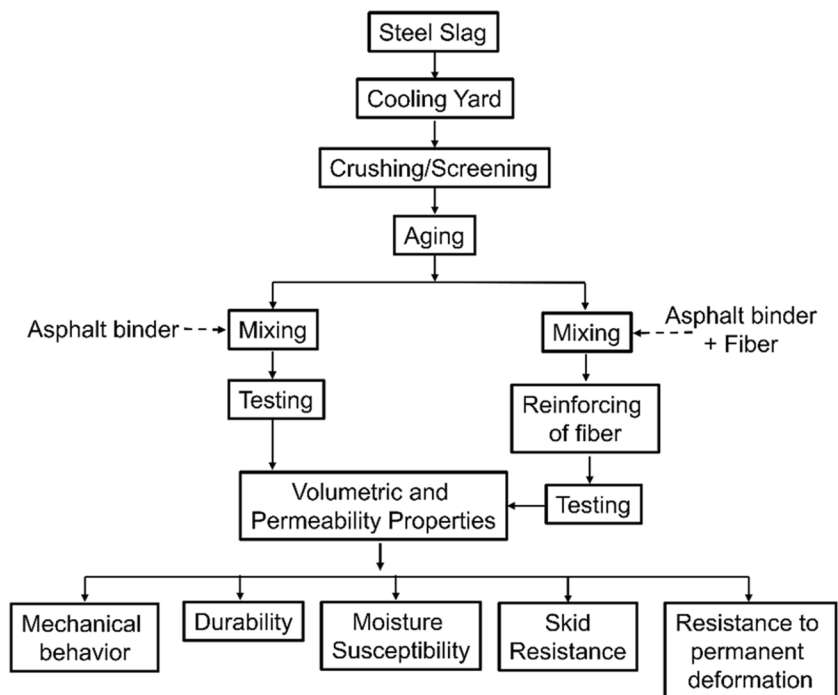 Steel Slag
Cooling Yard
Crushing/Screening
Aging
Asphalt binder
Mixing
Mixing
Asphalt binder
+ Fiber
Testing
Reinforcing
of fiber
Volumetric and
Permeability Properties
Testing
Mechanical
behavior
Durability
Moisture
Susceptibility
Skid
Resistance
Resistance to
permanent
deformation